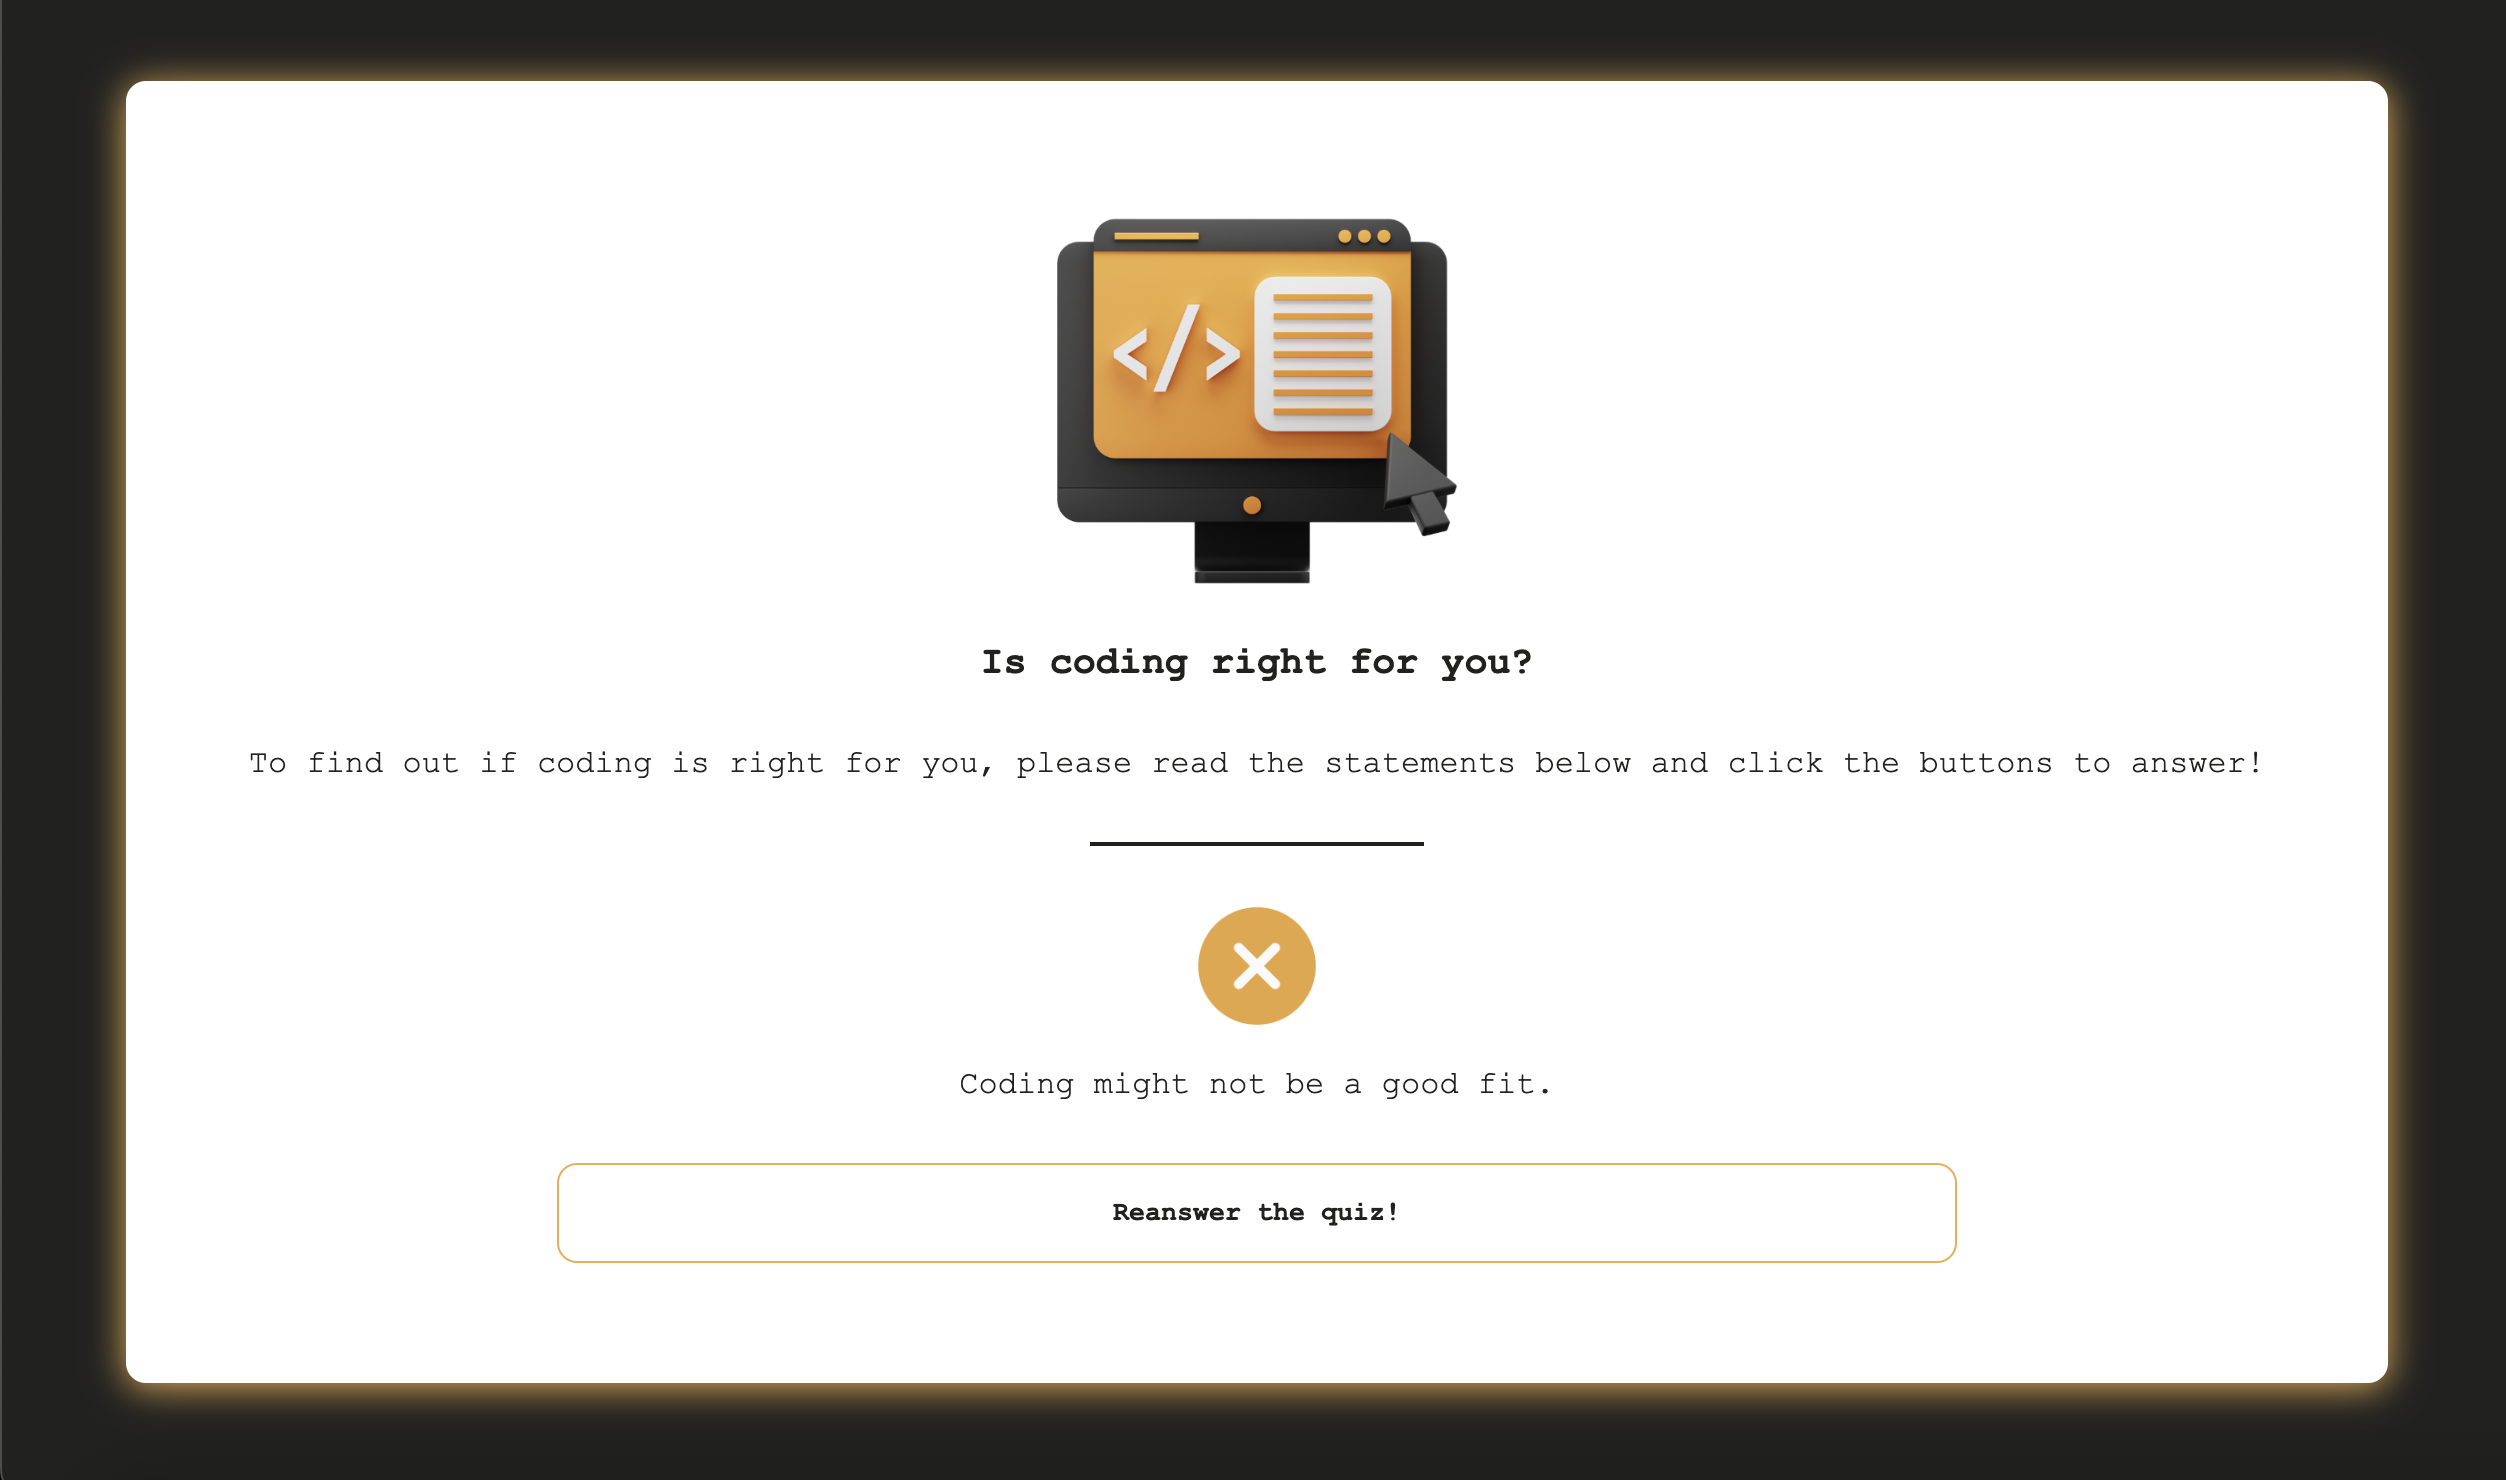 </>
Is coding right for you?
To find out if coding is right for you, please read the statements below and click the buttons to answer!
Coding might not be a good fit.
Reanswer the quiz!